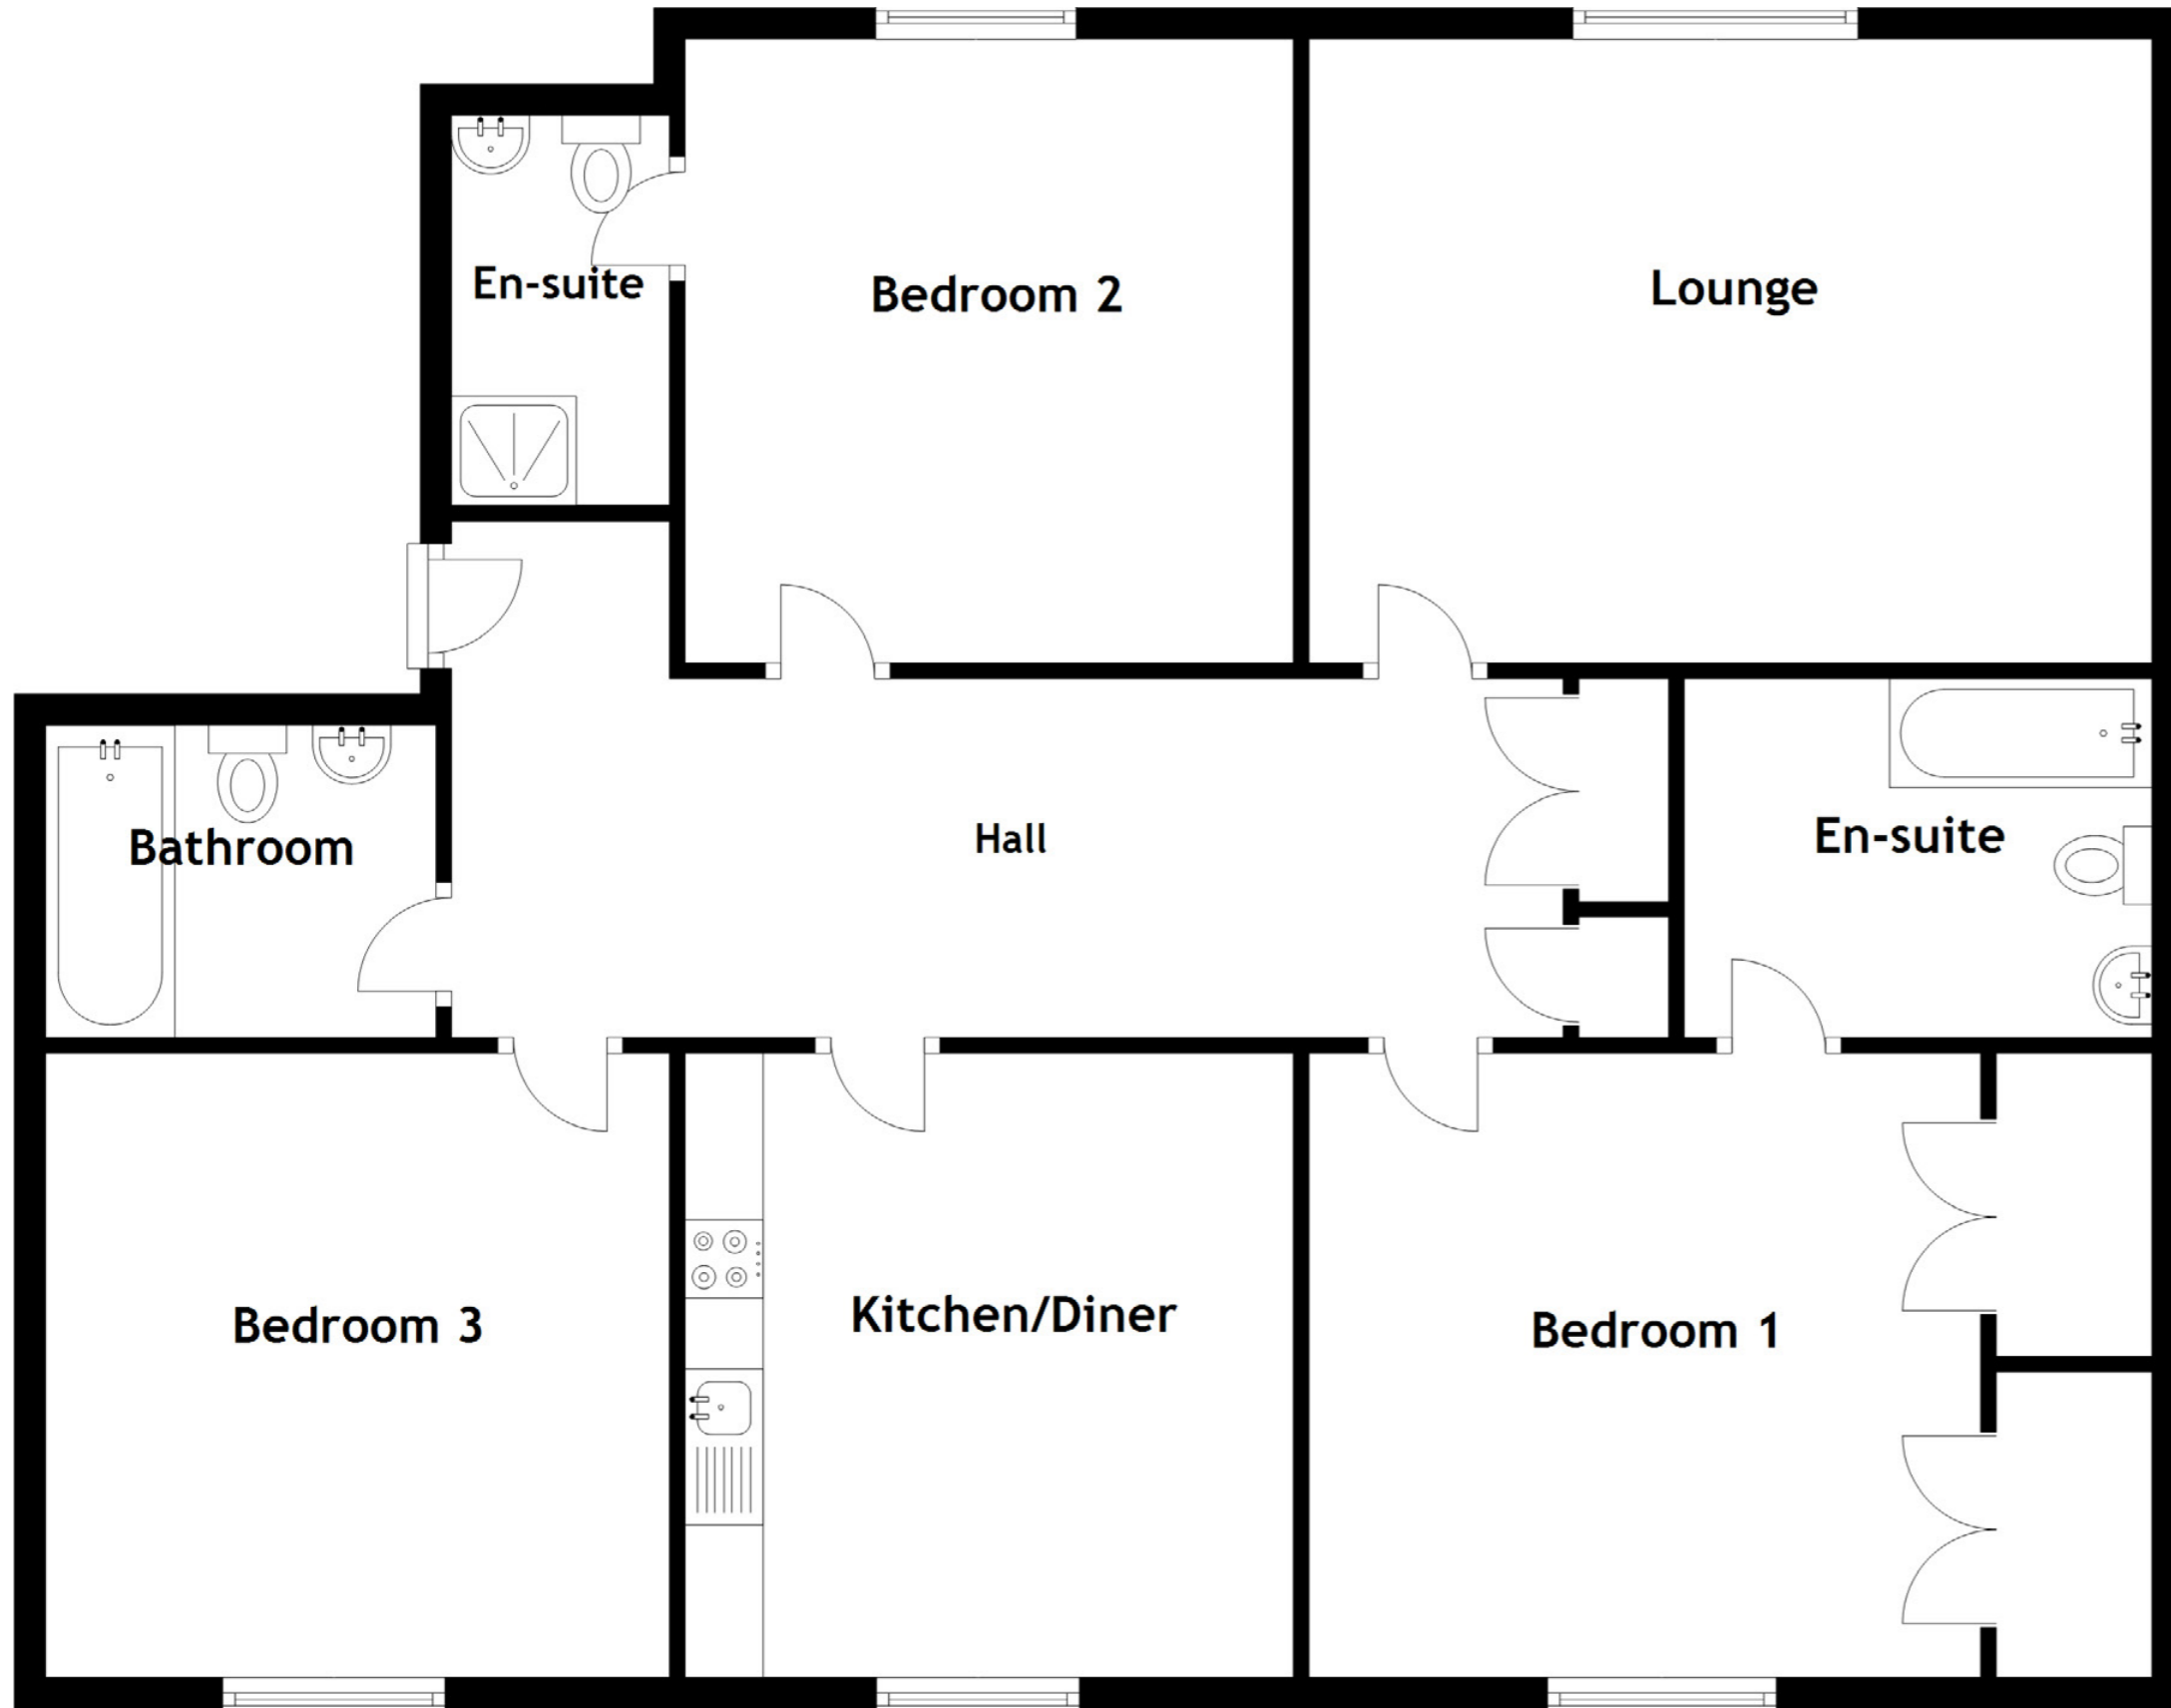 En-suite
Bedroom 2
Lounge
Bathroom
Hall
En-suite
Bedroom 3
Kitchen/Diner
Bedroom 1